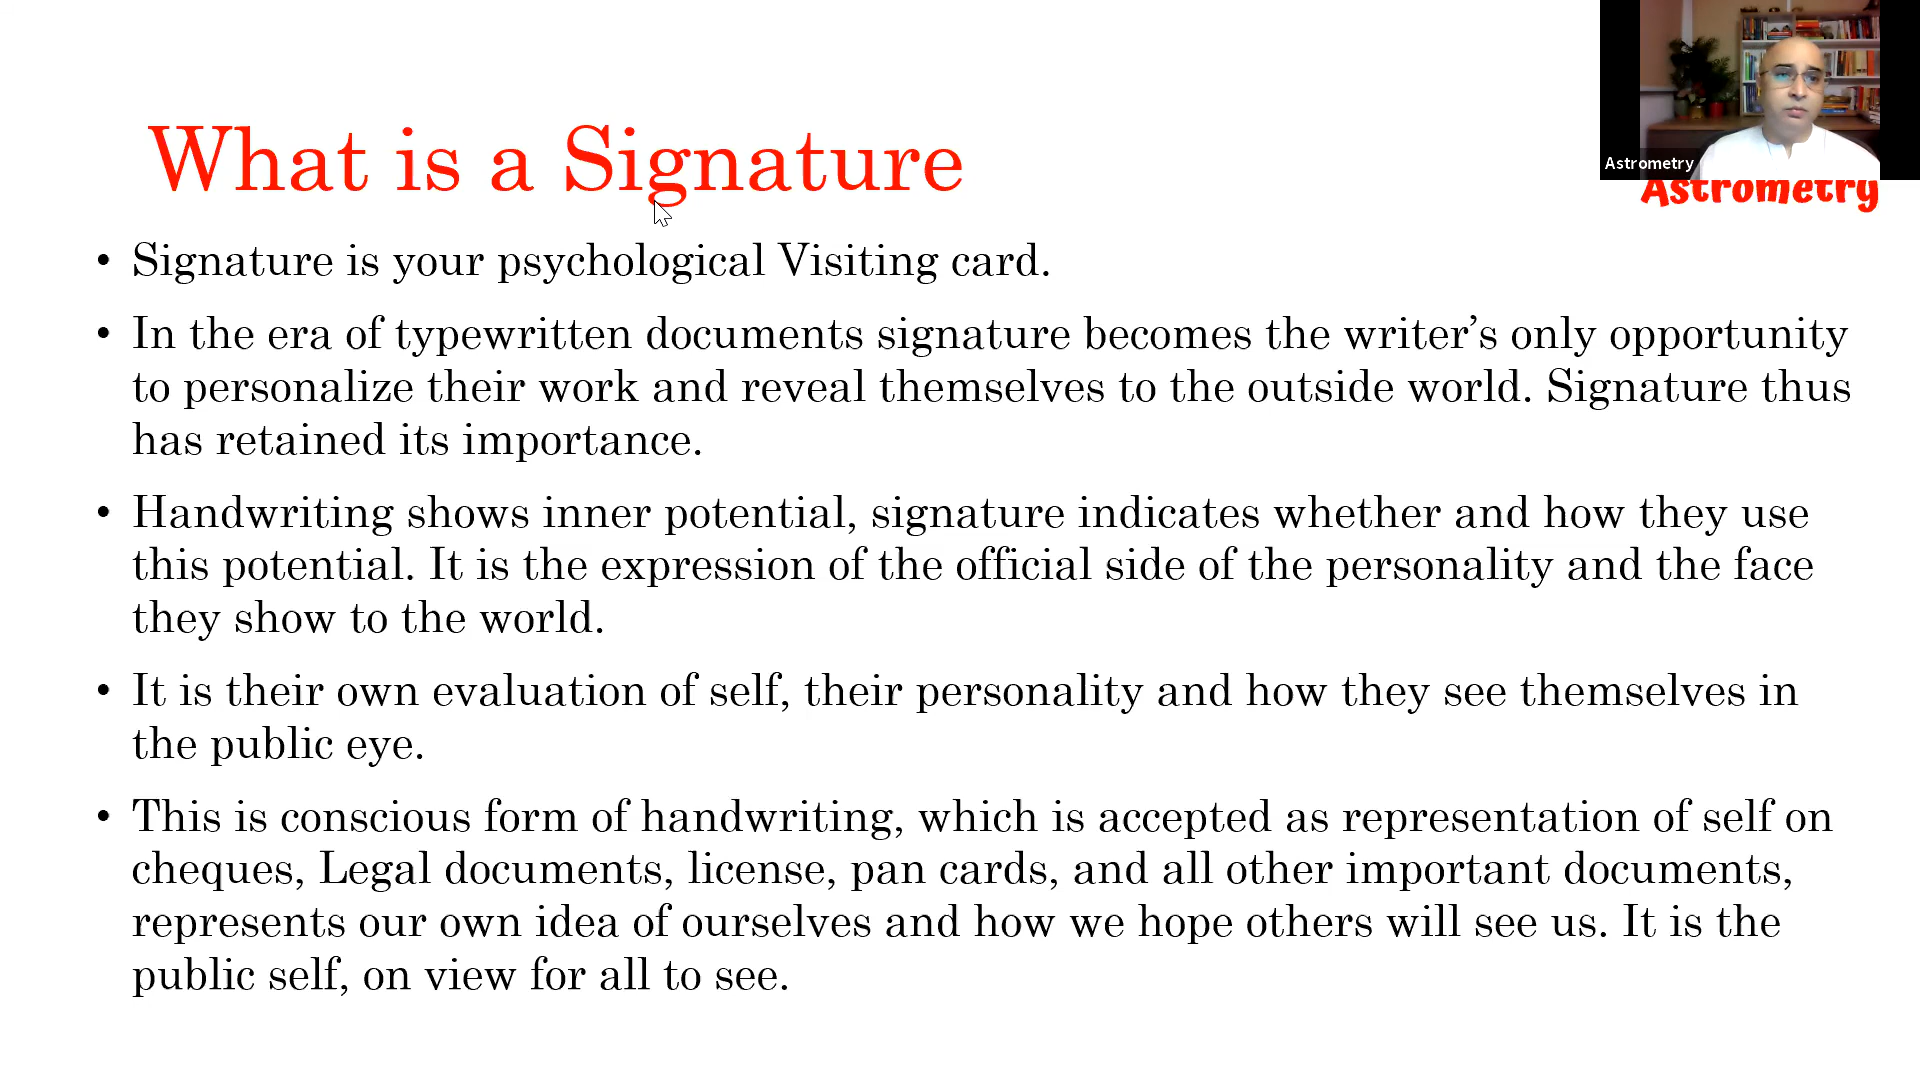 What is a Signature
Astrometry
Astrometry
• Signature is your psychological Visiting card.
• In the era of typewritten documents signature becomes the writer’s only opportunity
to personalize their work and reveal themselves to the outside world. Signature thus
has retained its importance.
• Handwriting shows inner potential, signature indicates whether and how they use
this potential. It is the expression of the official side of the personality and the face
they show to the world.
• It is their own evaluation of self, their personality and how they see themselves in
the public eye.
• This is conscious form of handwriting, which is accepted as representation of self on
cheques, Legal documents, license, pan cards, and all other important documents,
represents our own idea of ourselves and how we hope others will see us. It is the
public self, on view for all to see.